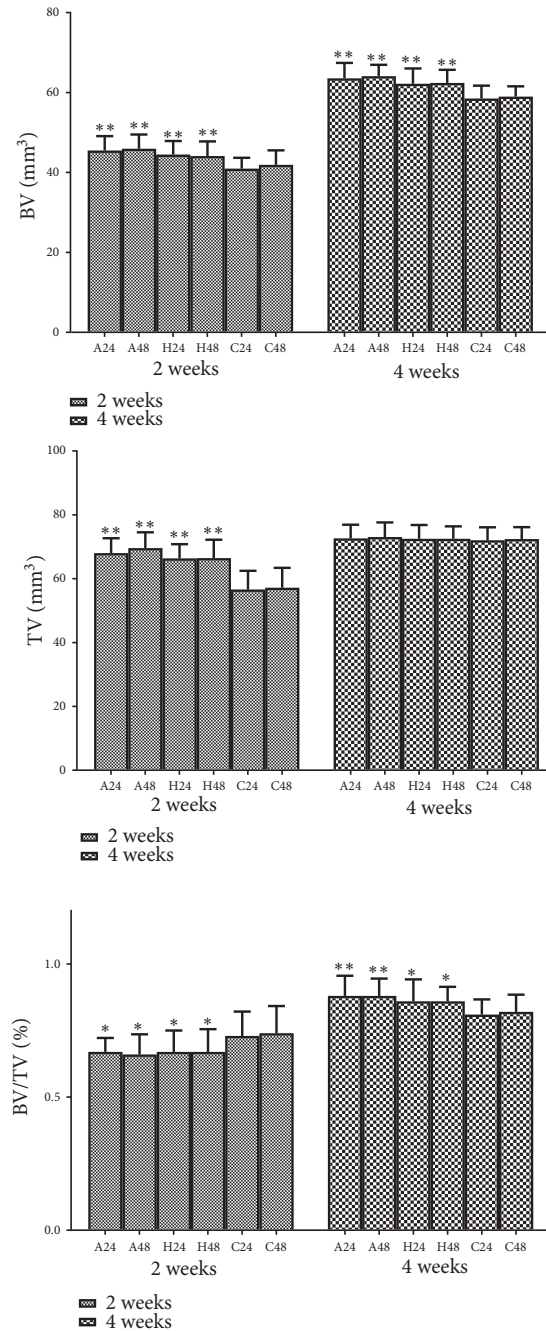 80
60
40
20
0
BV (mm³)
** ** ** **
** ** ** **
A24 A48 H24 H48 C24 C48
A24 A48 H24 H48 C24 C48
2 weeks
4 weeks
2 weeks
4 weeks
100
80
60
40
20
0
TV (mm³)
** ** ** **
A24 A48 H24 H48 C24 C48
A24 A48 H24 H48 C24 C48
2 weeks
4 weeks
2 weeks
4 weeks
1.0
0.5
0.0
BV/TV (%)
* * * *
** ** * *
A24 A48 H24 H48 C24 C48
A24 A48 H24 H48 C24 C48
2 weeks
4 weeks
2 weeks
4 weeks